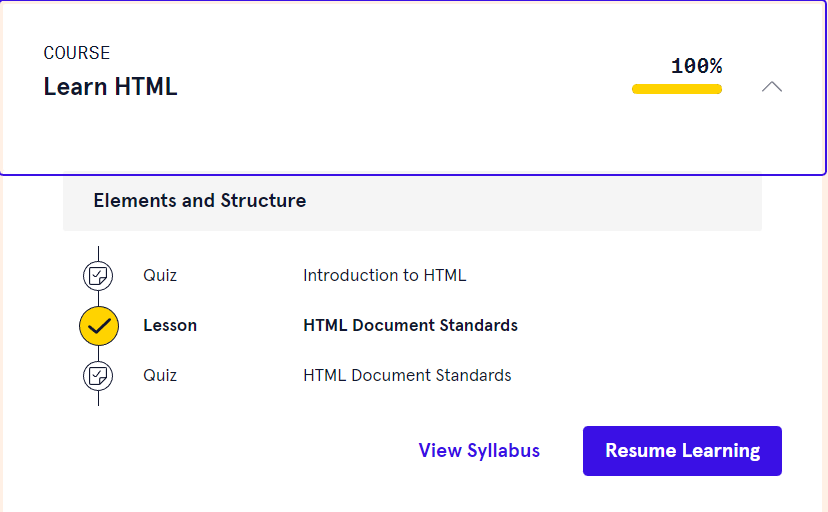 COURSE
Learn HTML
100%
Elements and Structure
Quiz Introduction to HTML
Lesson HTML Document Standards
Quiz HTML Document Standards
View Syllabus Resume Learning